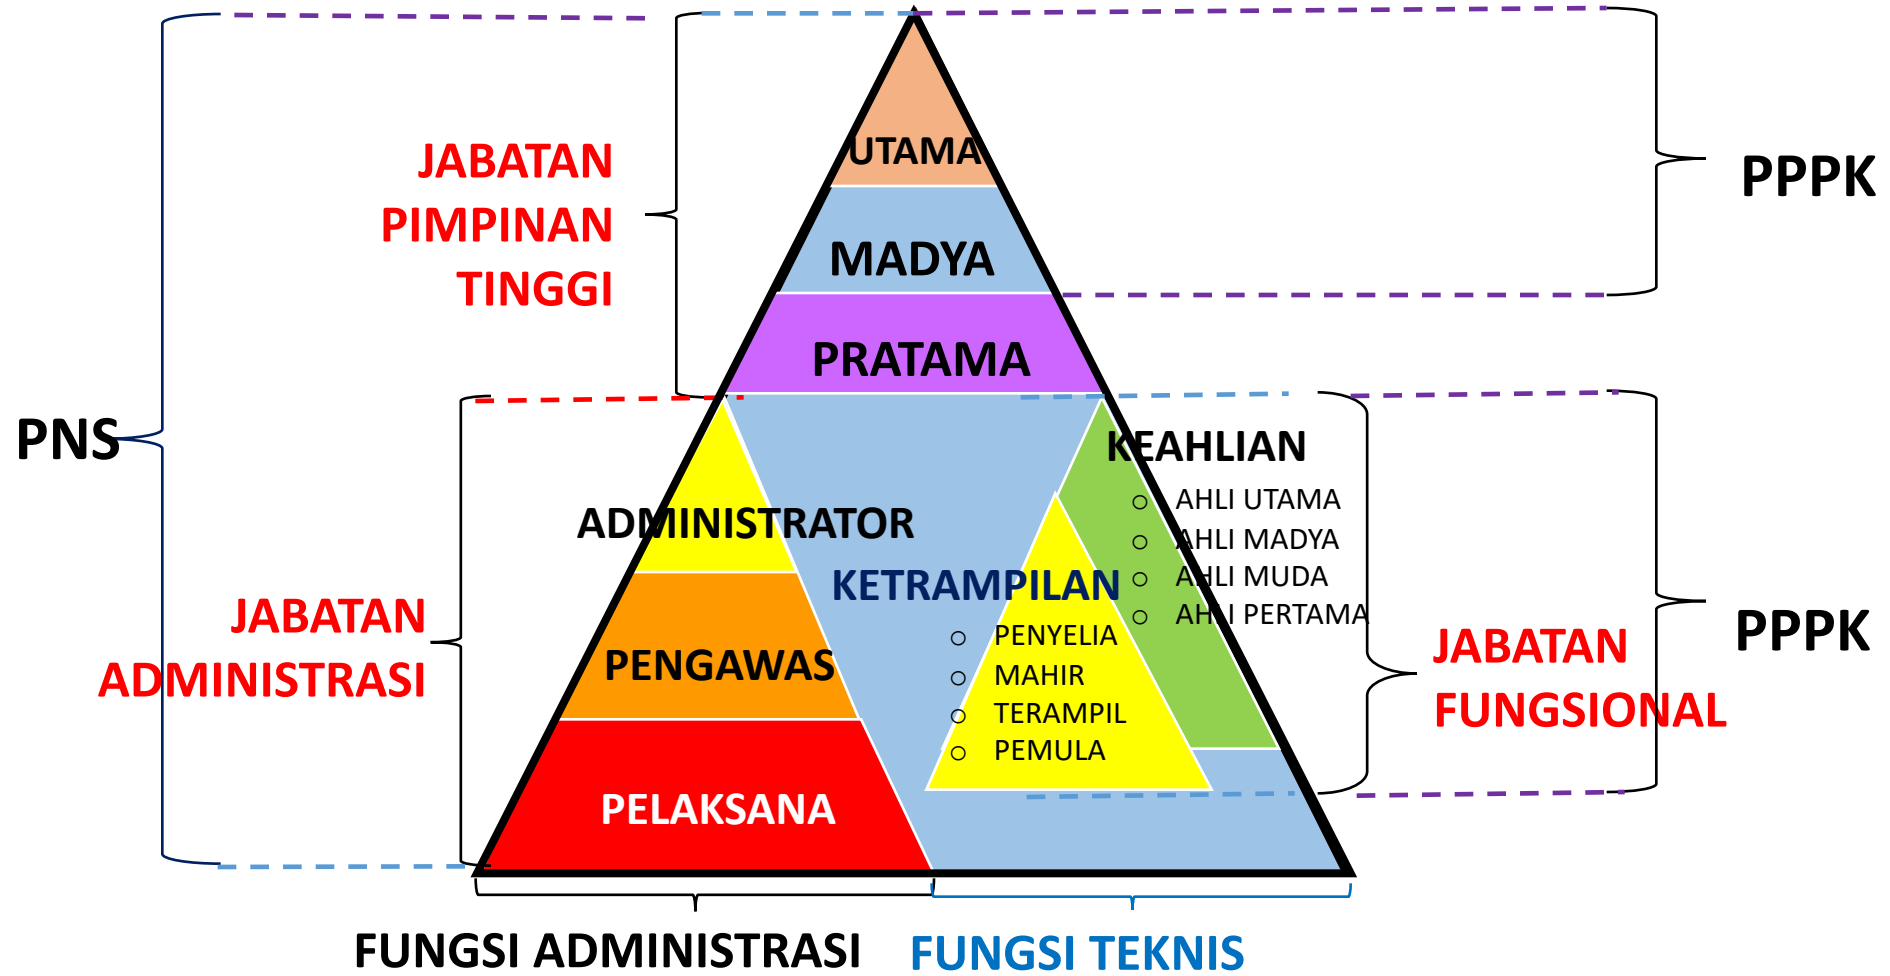 UTAMA
PPPK
JABATAN
PIMPINAN
TINGGI
MADYA
PRATAMA
PNS
KEAHLIAN
o AHLI UTAMA
o AHLI MADYA
o AHLI MUDA
o AHLI PERTAMA
ADMINISTRATOR
KETRAMPILAN
o PENYELIA
o MAHIR
o TERAMPIL
o PEMULA
JABATAN
ADMINISTRASI
PENGAWAS
JABATAN
FUNGSIONAL
PPPK
PELAKSANA
FUNGSI ADMINISTRASI
FUNGSI TEKNIS